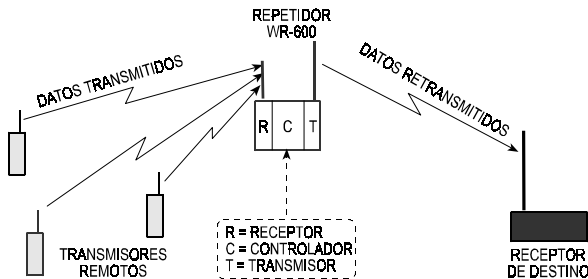 REPETIDOR
WR-600
DATOS TRANSMITIDOS
DATOS RETRANSMITIDOS
R C T
R = RECEPTOR
C = CONTROLADOR
T = TRANSMISOR
TRANSMISORES
REMOTOS
RECEPTOR
DE DESTINO